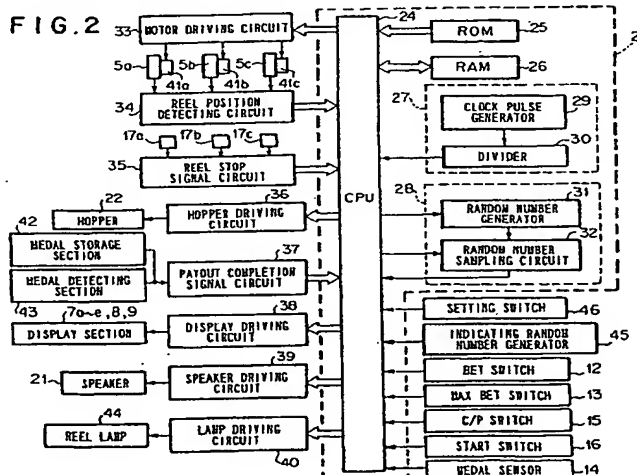 FIG.2
24
33
MOTOR DRIVING CIRCUIT
ROM
25
2
5a
5b
5c
41a
41b
41c
RAM
26
34
REEL POSITION DETECTING CIRCUIT
27
CLOCK PULSE GENERATOR
29
17a
17b
17c
30
DIVIDER
35
REEL STOP SIGNAL CIRCUIT
CPU
36
28
31
22
HOPPER
HOPPER DRIVING CIRCUIT
RANDOM NUMBER GENERATOR
32
42
MEDAL STORAGE SECTION
37
RANDOM NUMBER SAMPLING CIRCUIT
MEDAL DETECTING SECTION
PAYOUT COMPLETION SIGNAL CIRCUIT
43
7a~e,8,9
38
SETTING SWITCH
46
DISPLAY SECTION
DISPLAY DRIVING CIRCUIT
INDICATING RANDOM NUMBER GENERATOR
45
39
BET SWITCH
12
21
SPEAKER
SPEAKER DRIVING CIRCUIT
MAX BET SWITCH
13
44
C/P SWITCH
15
REEL LAMP
LAMP DRIVING CIRCUIT
START SWITCH
16
40
MEDAL SENSOR
14